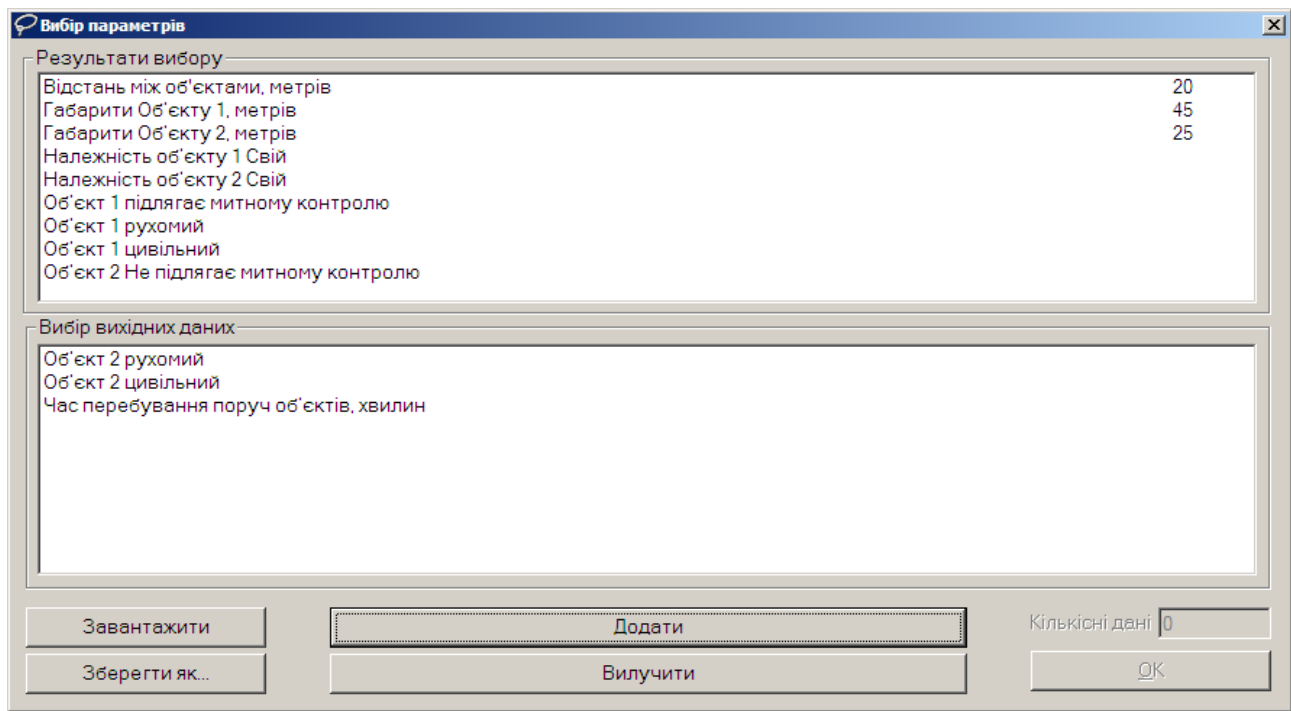 Вибір параметрів
Результати вибору
Відстань між об'єктами, метрів 20
Габарити Об'єкту 1, метрів 45
Габарити Об'єкту 2, метрів 25
Належність об'єкту 1 Свій
Належність об'єкту 2 Свій
Об'єкт 1 підлягає митному контролю
Об'єкт 1 рухомий
Об'єкт 1 цивільний
Об'єкт 2 Не підлягає митному контролю
Вибір вихідних даних
Об'єкт 2 рухомий
Об'єкт 2 цивільний
Час перебування поруч об'єктів, хвилин
Завантажити
Додати
Кількісні дані 0
Зберегти як...
Вилучити
OK